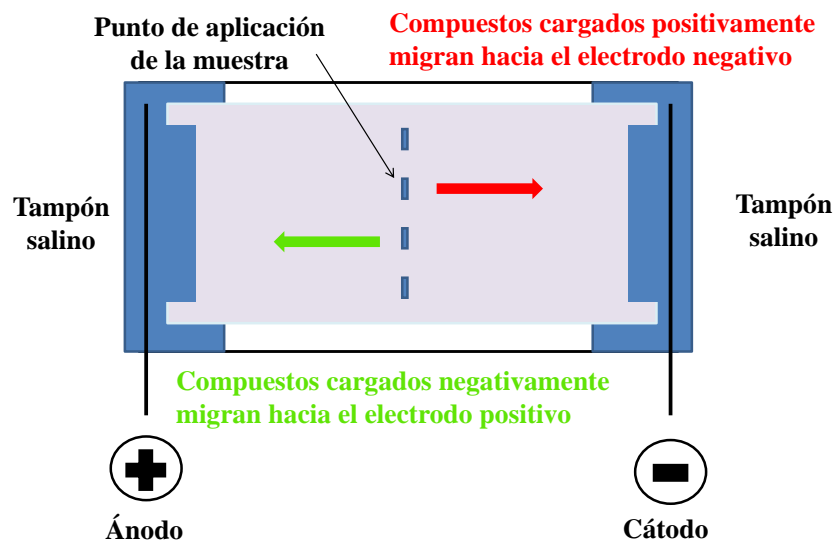 Punto de aplicación
de la muestra
Compuestos cargados positivamente
migran hacia el electrodo negativo
Tampón
salino
Tampón
salino
Compuestos cargados negativamente
migran hacia el electrodo positivo
Ánodo
Cátodo